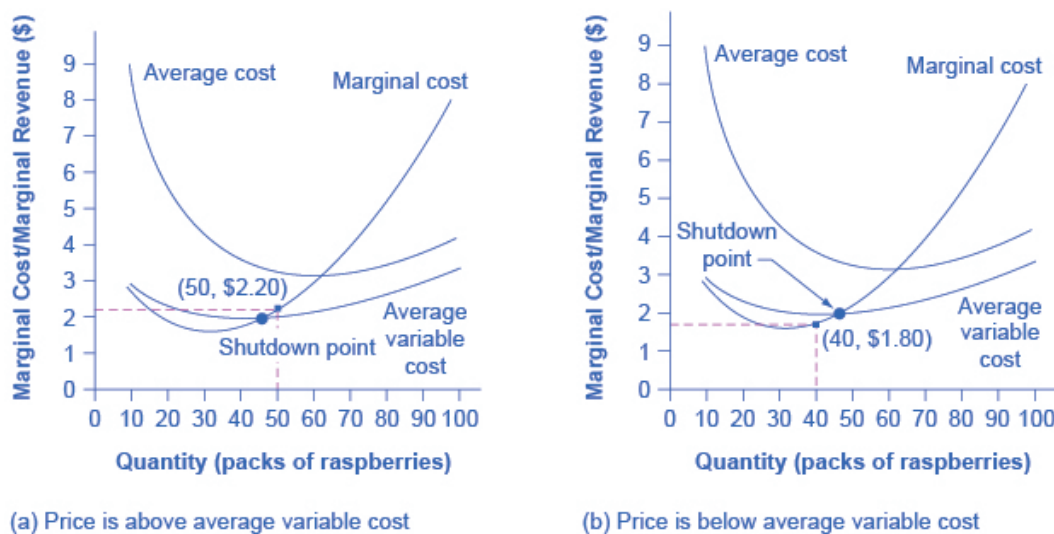 Marginal Cost/Marginal Revenue ($)
9
8
7
6
5
4
3
2
1
0
Average cost
Marginal cost
(50, $2.20)
Shutdown point
Average
variable
cost
0 10 20 30 40 50 60 70 80 90 100
Quantity (packs of raspberries)
(a) Price is above average variable cost
Marginal Cost/Marginal Revenue ($)
9
8
7
6
5
4
3
2
1
0
Average cost
Marginal cost
Shutdown
point
(40, $1.80)
Average
variable
cost
0 10 20 30 40 50 60 70 80 90 100
Quantity (packs of raspberries)
(b) Price is below average variable cost